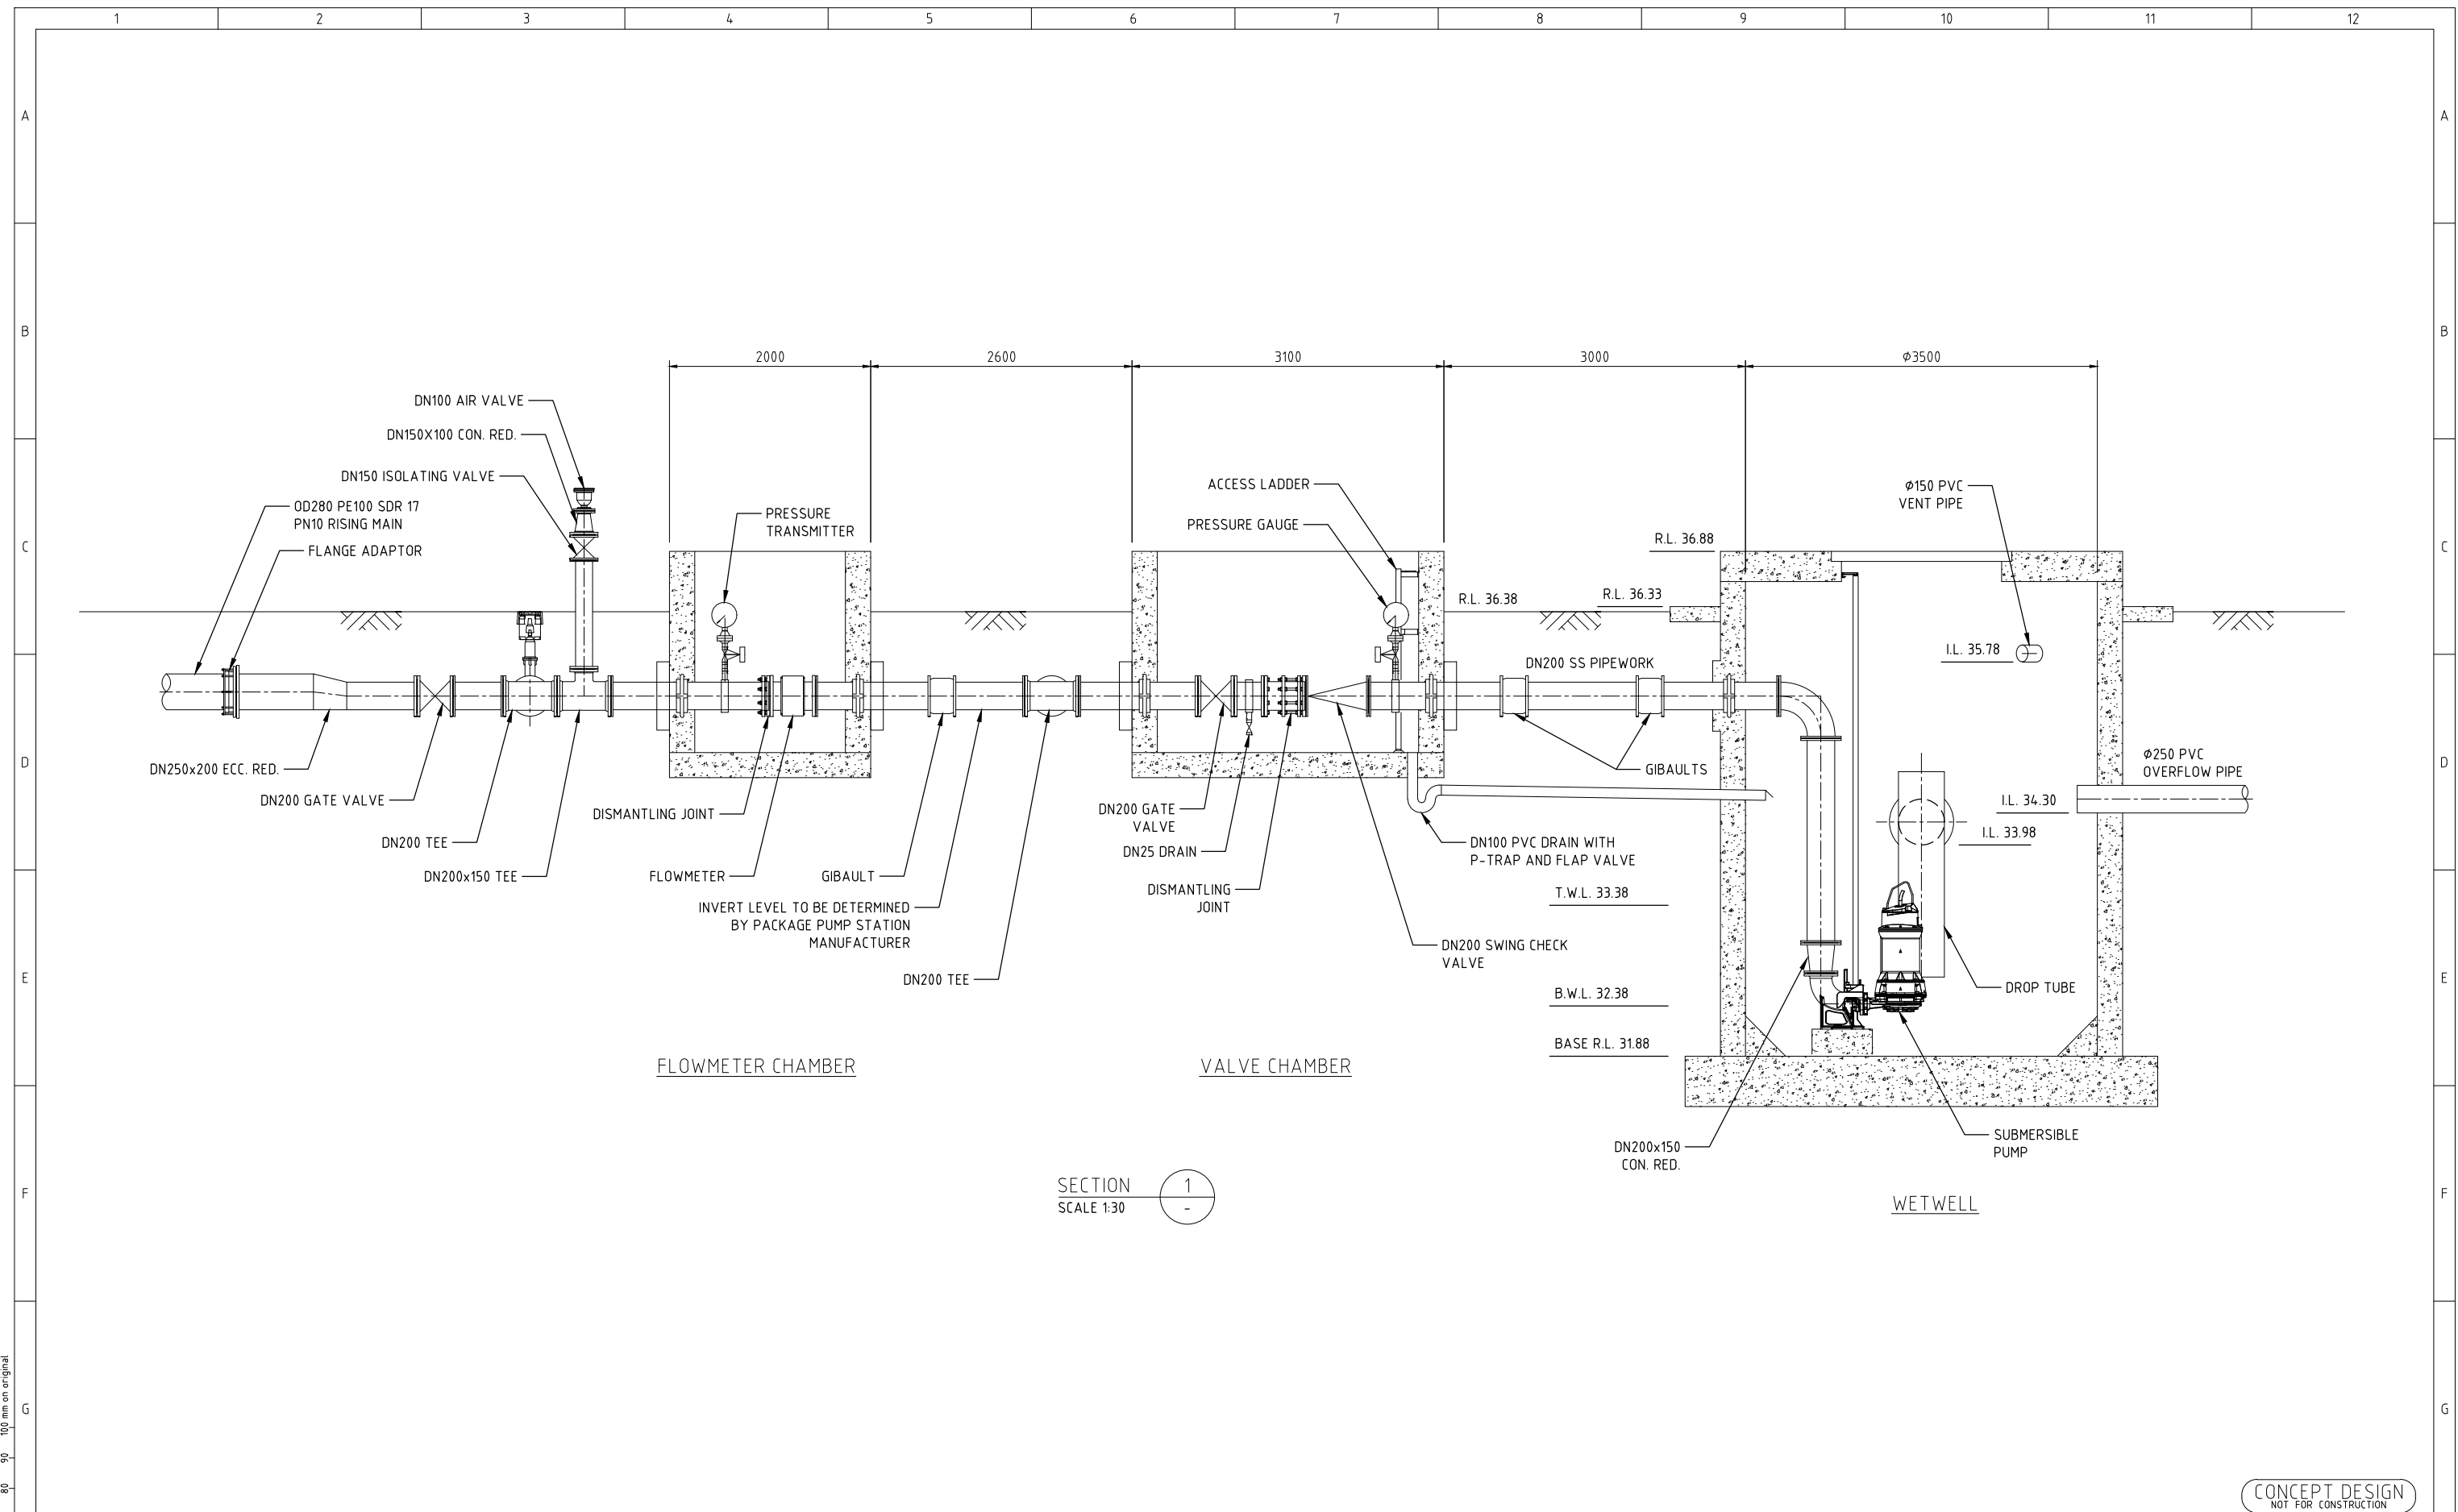 1 2 3 4 5 6 7 8 9 10 11 12
A A
B B
2000 2600 3100 3000 ⌀3500
DN100 AIR VALVE
DN150X100 CON. RED.
DN150 ISOLATING VALVE
OD280 PE100 SDR 17
PN10 RISING MAIN
FLANGE ADAPTOR
PRESSURE
TRANSMITTER
ACCESS LADDER
PRESSURE GAUGE
⌀150 PVC
VENT PIPE
C C
R.L. 36.88
R.L. 36.38
R.L. 36.33
I.L. 35.78
DN200 SS PIPEWORK
D D
DN250x200 ECC. RED.
DN200 GATE VALVE
DN200 TEE
DN200x150 TEE
DISMANTLING JOINT
FLOWMETER
GIBAULT
INVERT LEVEL TO BE DETERMINED
BY PACKAGE PUMP STATION
MANUFACTURER
DN200 TEE
DN200 GATE
VALVE
DN25 DRAIN
DISMANTLING
JOINT
GIBAULTS
DN100 PVC DRAIN WITH
P-TRAP AND FLAP VALVE
DN200 SWING CHECK
VALVE
⌀250 PVC
OVERFLOW PIPE
I.L. 34.30
I.L. 33.98
T.W.L. 33.38
B.W.L. 32.38
BASE R.L. 31.88
E E
DROP TUBE
FLOWMETER CHAMBER
VALVE CHAMBER
DN200x150
CON. RED.
SUBMERSIBLE
PUMP
WETWELL
F F
SECTION 1
SCALE 1:30 -
G G
100 mm on original
90
80
CONCEPT DESIGN
NOT FOR CONSTRUCTION